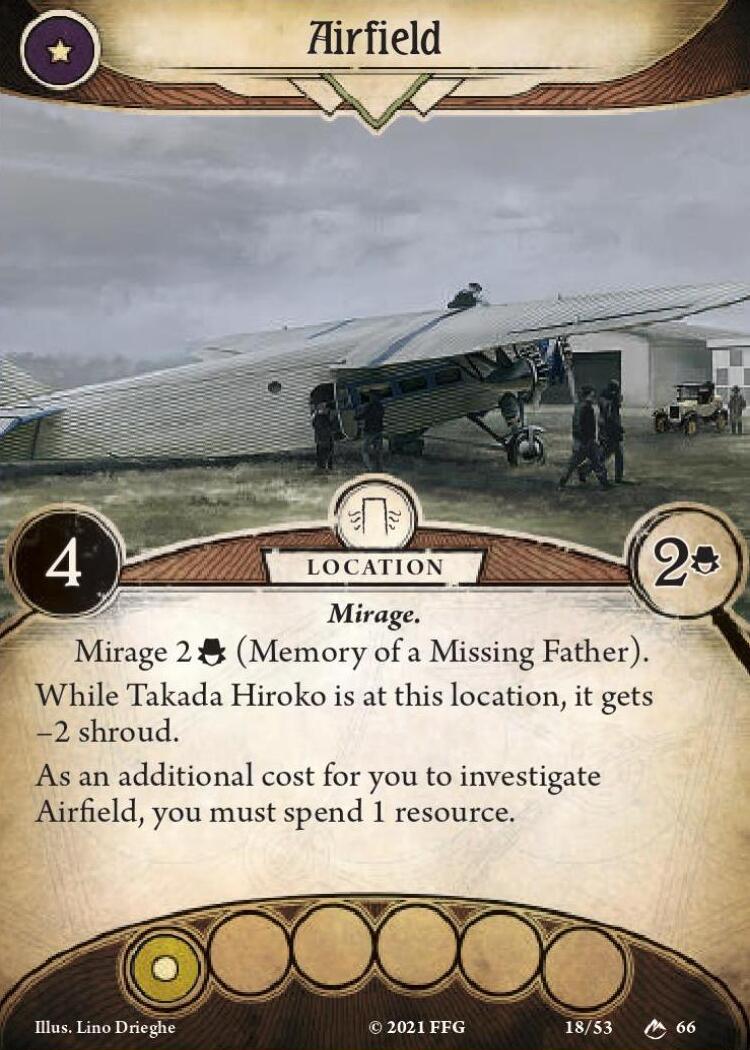 Airfield
4
LOCATION
2
Mirage.
Mirage 2 (Memory of a Missing Father).
While Takada Hiroko is at this location, it gets
–2 shroud.
As an additional cost for you to investigate
Airfield, you must spend 1 resource.
Illus. Lino Drieghe
© 2021 FFG
18/53
66